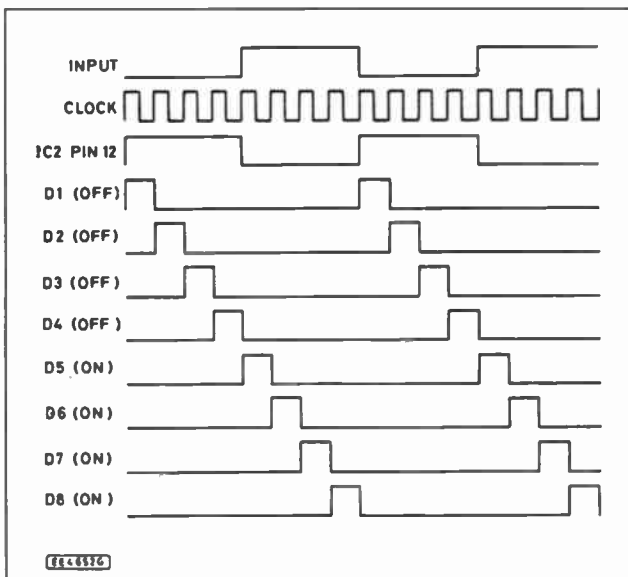 INPUT
CLOCK
IC2 PIN 12
D1 (OFF)
D2 (OFF)
D3 (OFF)
D4 (OFF)
D5 (ON)
D6 (ON)
D7 (ON)
D8 (ON)